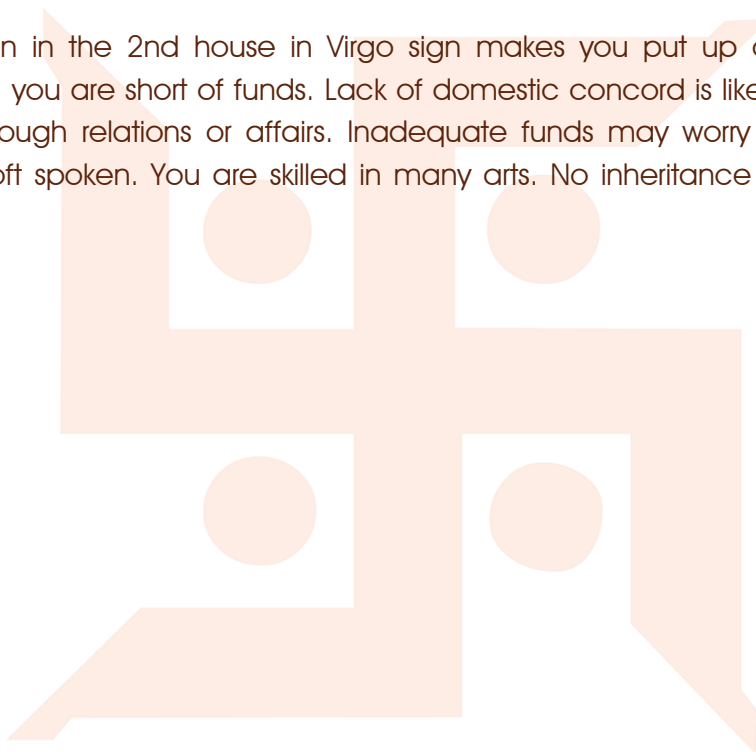 n in the 2nd house in Virgo sign makes you put up
you are short of funds. Lack of domestic concord is like
ough relations or affairs. Inadequate funds may worry
oft spoken. You are skilled in many arts. No inheritance